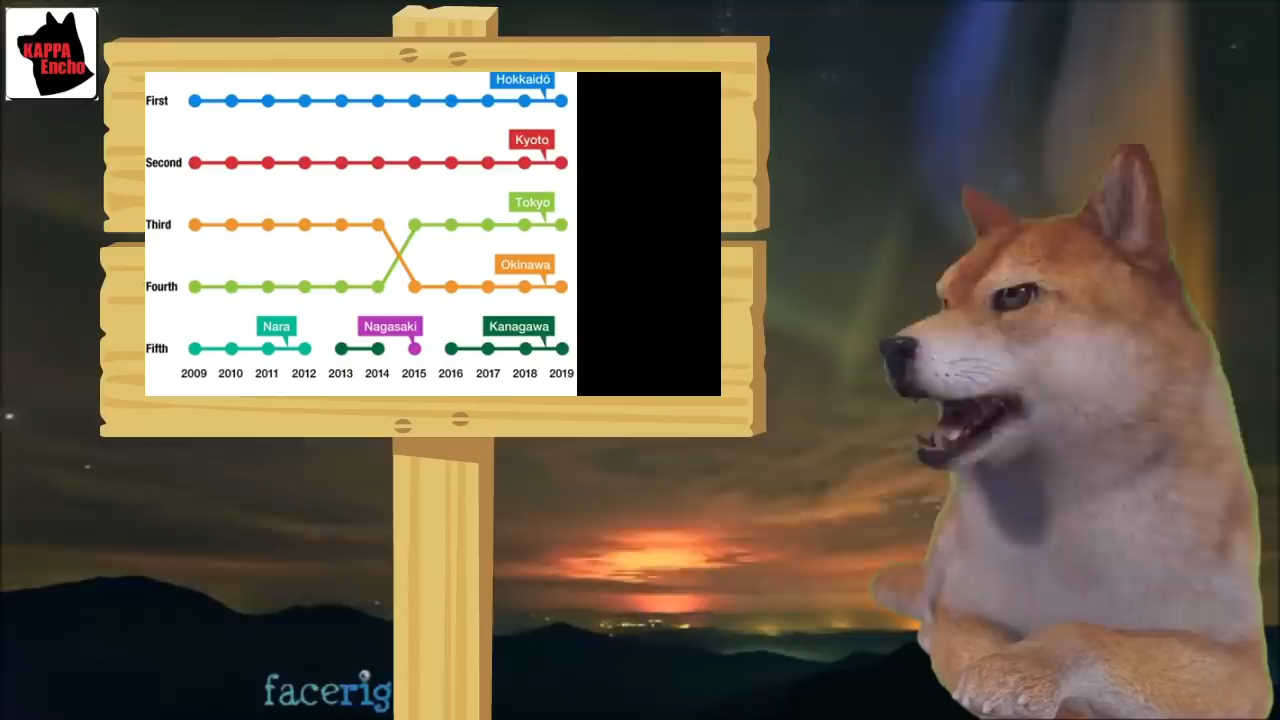 KAPPA
Encho
Hokkaidō
First
Kyoto
Second
Tokyo
Third
Okinawa
Fourth
Nara
Nagasaki
Kanagawa
Fifth
2009 2010 2011 2012 2013 2014 2015 2016 2017 2018 2019
facerig